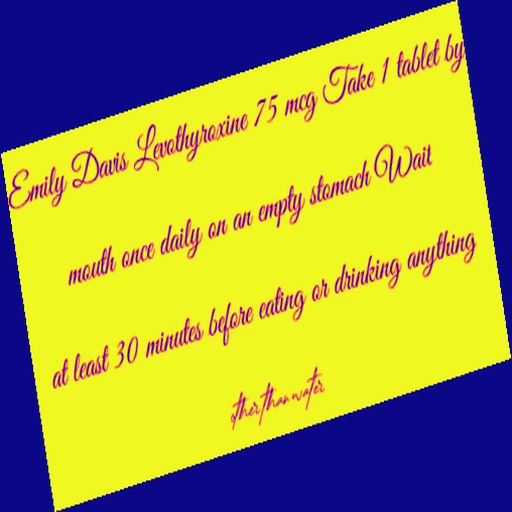 Emily Davis Levothyroxine 75 mcg Take 1 tablet by
mouth once daily on an empty stomach Wait
at least 30 minutes before eating or drinking anything
other than water